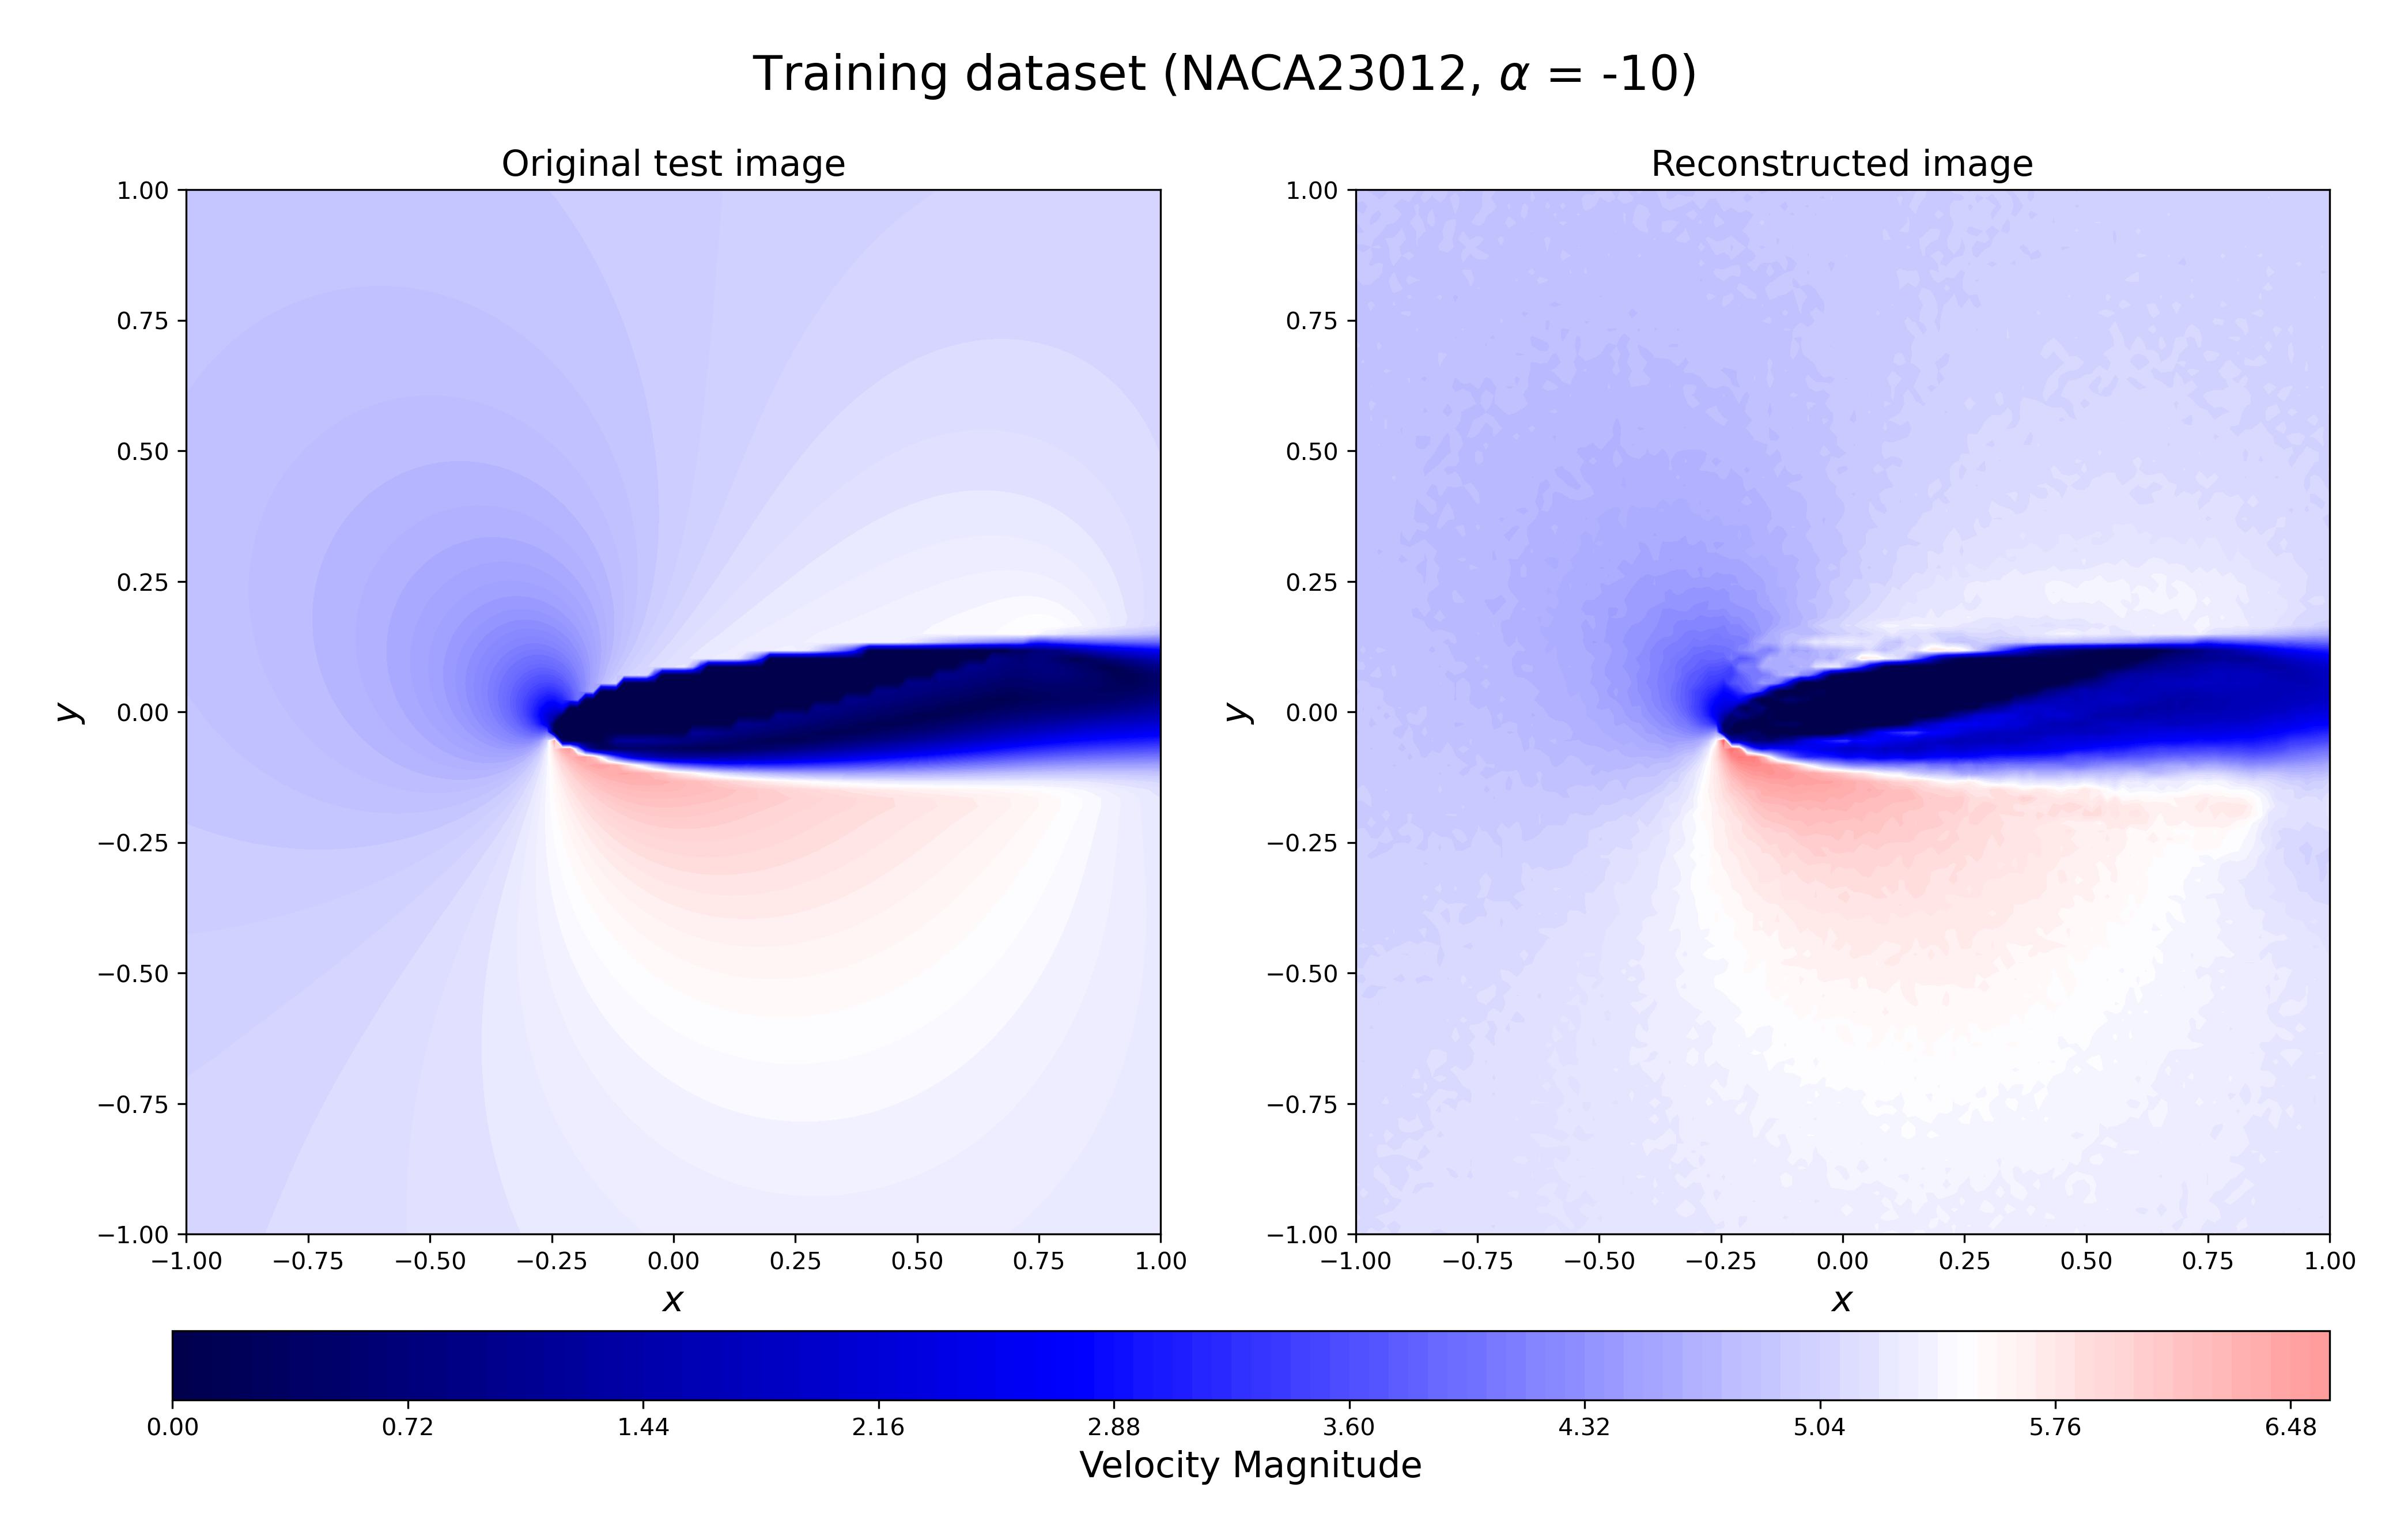 Training dataset (NACA23012, α = -10)
Original test image
1.00
0.75
0.50
0.25
0.00
−0.25
−0.50
−0.75
−1.00
y
−1.00 −0.75 −0.50 −0.25 0.00 0.25 0.50 0.75 1.00
x
Reconstructed image
1.00
0.75
0.50
0.25
0.00
−0.25
−0.50
−0.75
−1.00
y
−1.00 −0.75 −0.50 −0.25 0.00 0.25 0.50 0.75 1.00
x
0.00 0.72 1.44 2.16 2.88 3.60 4.32 5.04 5.76 6.48
Velocity Magnitude